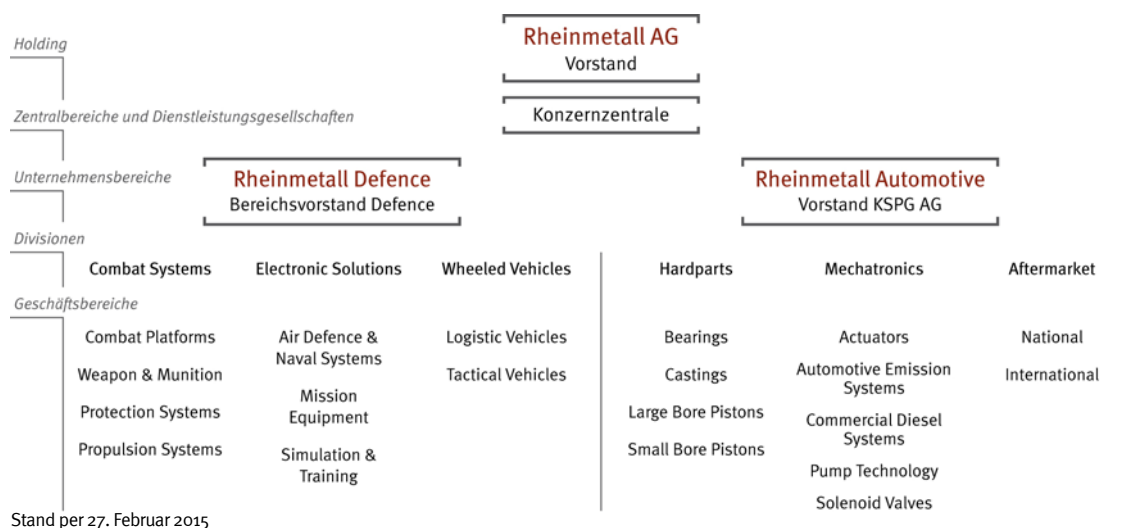 Holding
Rheinmetall AG
Vorstand
Zentralbereiche und Dienstleistungsgesellschaften
Konzernzentrale
Unternehmensbereiche
Rheinmetall Defence
Bereichsvorstand Defence
Rheinmetall Automotive
Vorstand KSPG AG
Divisionen
Combat Systems
Electronic Solutions
Wheeled Vehicles
Hardparts
Mechatronics
Aftermarket
Geschäftsbereiche
Combat Platforms
Weapon & Munition
Protection Systems
Propulsion Systems
Air Defence &
Naval Systems
Mission
Equipment
Simulation &
Training
Logistic Vehicles
Tactical Vehicles
Bearings
Castings
Large Bore Pistons
Small Bore Pistons
Actuators
Automotive Emission
Systems
Commercial Diesel
Systems
Pump Technology
Solenoid Valves
National
International
Stand per 27. Februar 2015